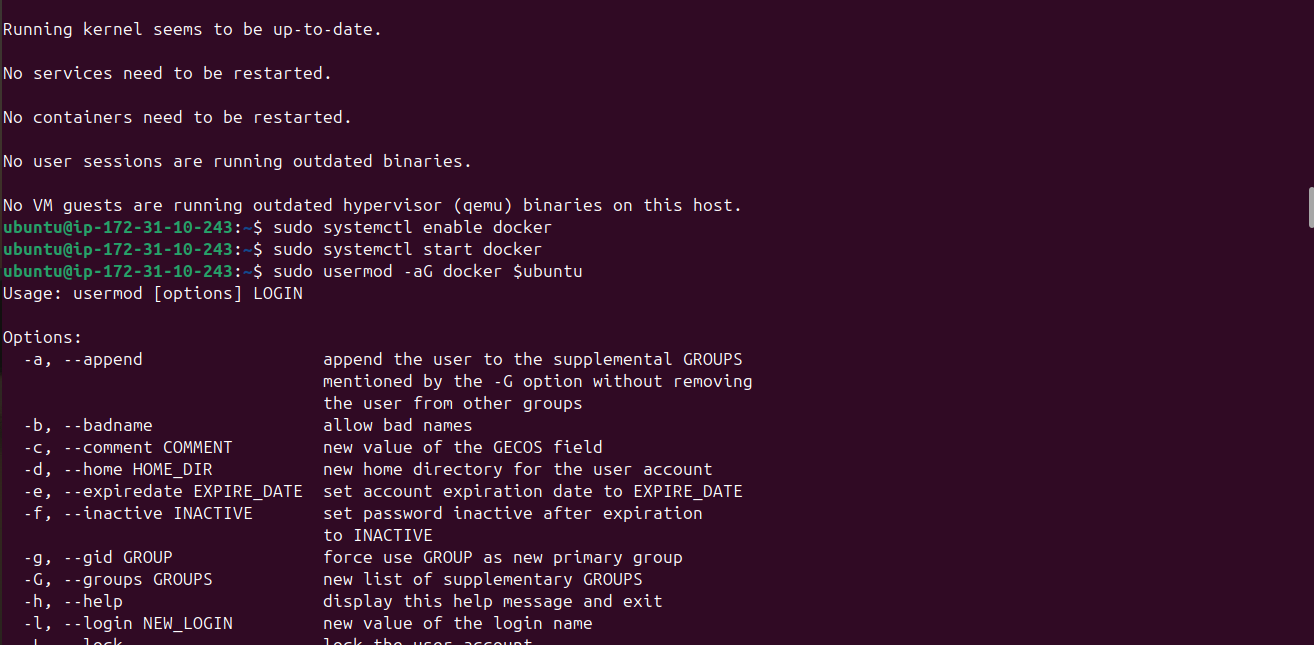 Running kernel seems to be up-to-date.
No services need to be restarted.
No containers need to be restarted.
No user sessions are running outdated binaries.
No VM guests are running outdated hypervisor (qemu) binaries on this host.
ubuntu@ip-172-31-10-243:~$ sudo systemctl enable docker
ubuntu@ip-172-31-10-243:~$ sudo systemctl start docker
ubuntu@ip-172-31-10-243:~$ sudo usermod -aG docker $ubuntu
Usage: usermod [options] LOGIN
Options:
  -a, --append                  append the user to the supplemental GROUPS
                                mentioned by the -G option without removing
                                the user from other groups
  -b, --badname                 allow bad names
  -c, --comment COMMENT         new value of the GECOS field
  -d, --home HOME_DIR           new home directory for the user account
  -e, --expiredate EXPIRE_DATE  set account expiration date to EXPIRE_DATE
  -f, --inactive INACTIVE       set password inactive after expiration
                                to INACTIVE
  -g, --gid GROUP               force use GROUP as new primary group
  -G, --groups GROUPS           new list of supplementary GROUPS
  -h, --help                    display this help message and exit
  -l, --login NEW_LOGIN         new value of the login name
  -L, --lock                    lock the user account